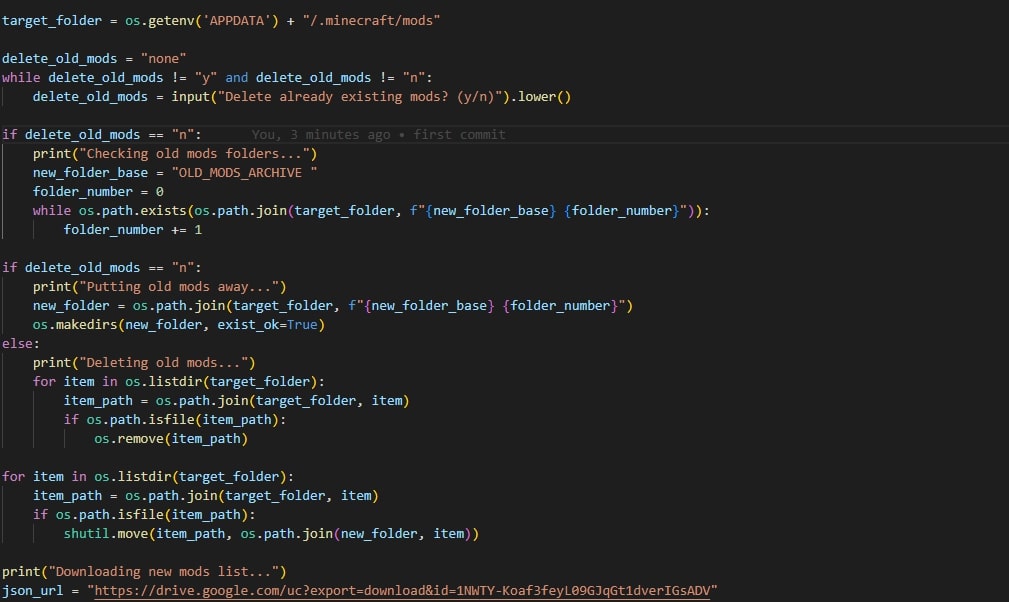 target_folder = os.getenv('APPDATA') + "/.minecraft/mods"
delete_old_mods = "none"
while delete_old_mods != "y" and delete_old_mods != "n":
    delete_old_mods = input("Delete already existing mods? (y/n)").lower()
if delete_old_mods == "n":      You, 3 minutes ago • first commit
    print("Checking old mods folders...")
    new_folder_base = "OLD_MODS_ARCHIVE "
    folder_number = 0
    while os.path.exists(os.path.join(target_folder, f"{new_folder_base} {folder_number}")):
        folder_number += 1
if delete_old_mods == "n":
    print("Putting old mods away...")
    new_folder = os.path.join(target_folder, f"{new_folder_base} {folder_number}")
    os.makedirs(new_folder, exist_ok=True)
else:
    print("Deleting old mods...")
    for item in os.listdir(target_folder):
        item_path = os.path.join(target_folder, item)
        if os.path.isfile(item_path):
            os.remove(item_path)
for item in os.listdir(target_folder):
    item_path = os.path.join(target_folder, item)
    if os.path.isfile(item_path):
        shutil.move(item_path, os.path.join(new_folder, item))
print("Downloading new mods list...")
json_url = "https://drive.google.com/uc?export=download&id=1NWTY-Koaf3feyL09GJqGt1dverIGsADV"